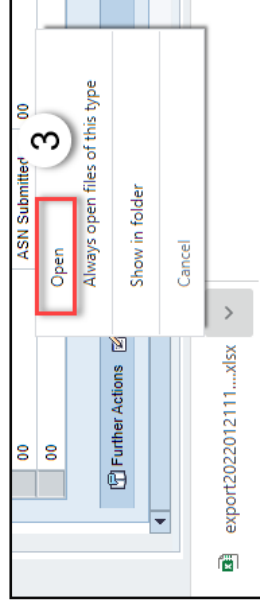 00 ASN Submitted 00
3
00 Open
Always open files of this type
Further Actions
Show in folder
Cancel
export2022012111....xlsx